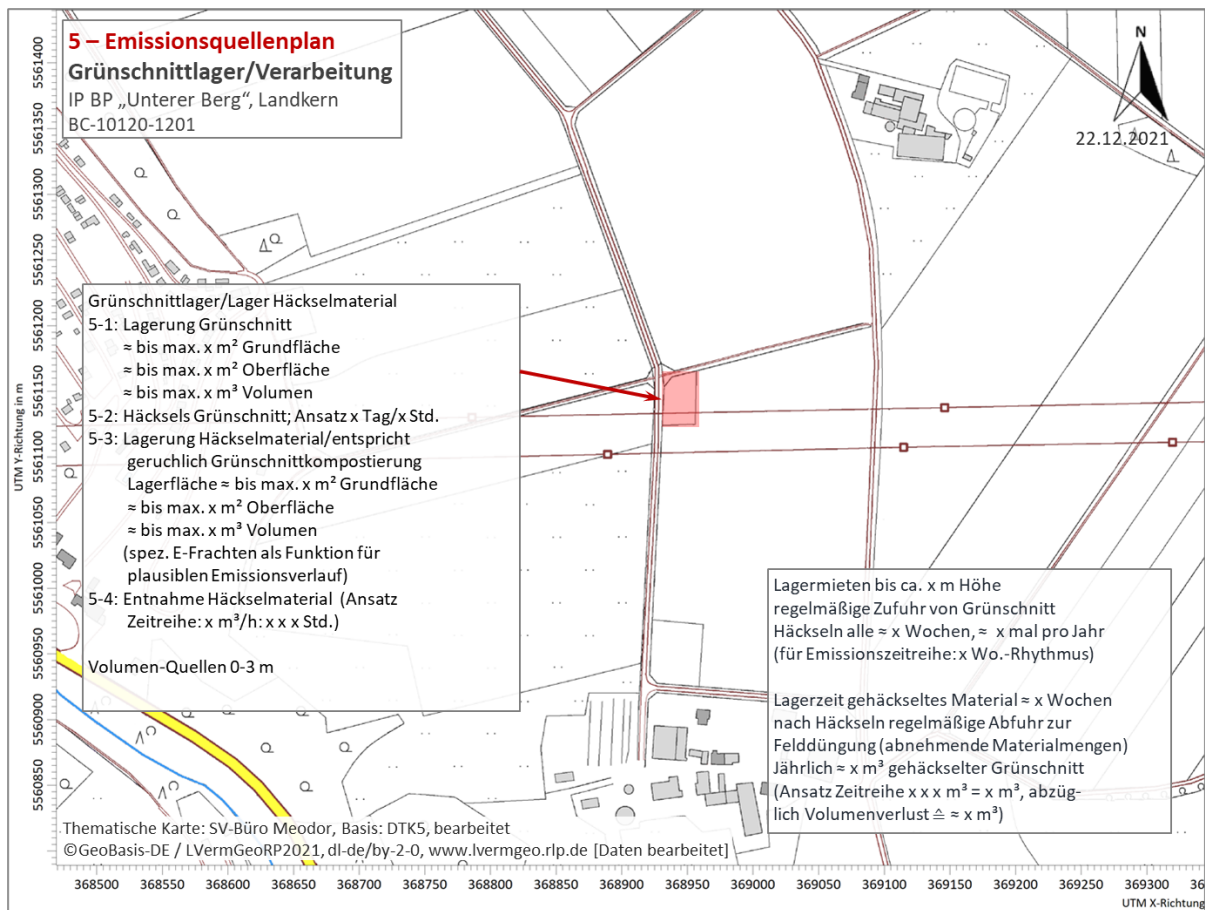 5 – Emissionsquellenplan
Grünschnittlager/Verarbeitung
IP BP „Unterer Berg“, Landkern
BC-10120-1201
N
22.12.2021
Grünschnittlager/Lager Häckselmaterial
5-1: Lagerung Grünschnitt
≈ bis max. x m² Grundfläche
≈ bis max. x m² Oberfläche
≈ bis max. x m³ Volumen
5-2: Häcksels Grünschnitt; Ansatz x Tag/x Std.
5-3: Lagerung Häckselmaterial/entspricht
geruchlich Grünschnittkompostierung
Lagerfläche ≈ bis max. x m² Grundfläche
≈ bis max. x m² Oberfläche
≈ bis max. x m³ Volumen
(spez. E-Frachten als Funktion für
plausiblen Emissionsverlauf)
5-4: Entnahme Häckselmaterial (Ansatz
Zeitreihe: x m³/h: x x x Std.)
Volumen-Quellen 0-3 m
Lagermieten bis ca. x m Höhe
regelmäßige Zufuhr von Grünschnitt
Häckseln alle ≈ x Wochen, ≈ x mal pro Jahr
(für Emissionszeitreihe: x Wo.-Rhythmus)
Lagerzeit gehäckseltes Material ≈ x Wochen
nach Häckseln regelmäßige Abfuhr zur
Felddüngung (abnehmende Materialmengen)
Jährlich ≈ x m³ gehäckselter Grünschnitt
(Ansatz Zeitreihe x x x m³ = x m³, abzüg-
lich Volumenverlust ≙ ≈ x m³)
Thematische Karte: SV-Büro Meodor, Basis: DTK5, bearbeitet
©GeoBasis-DE / LVermGeoRP2021, dl-de/by-2-0, www.lvermgeo.rlp.de [Daten bearbeitet]
UTM Y-Richtung in m
5561400
5561350
5561300
5561250
5561200
5561150
5561100
5561050
5561000
5560950
5560900
5560850
368500 368550 368600 368650 368700 368750 368800 368850 368900 368950 369000 369050 369100 369150 369200 369250 369300 36
UTM X-Richtung